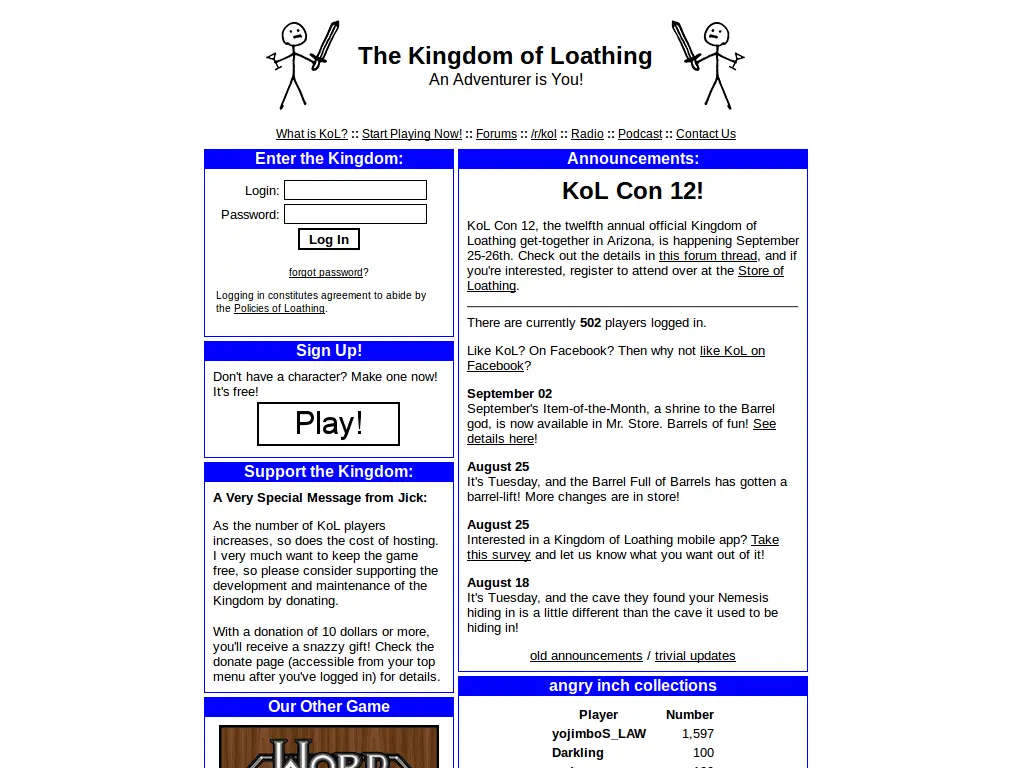 The Kingdom of Loathing
An Adventurer is You!
What is KoL? :: Start Playing Now! :: Forums :: /r/kol :: Radio :: Podcast :: Contact Us
Enter the Kingdom:
Login:
Password:
Log In
forgot password?
Logging in constitutes agreement to abide by
the Policies of Loathing.
Sign Up!
Don't have a character? Make one now!
It's free!
Play!
Support the Kingdom:
A Very Special Message from Jick:
As the number of KoL players
increases, so does the cost of hosting.
I very much want to keep the game
free, so please consider supporting the
development and maintenance of the
Kingdom by donating.
With a donation of 10 dollars or more,
you'll receive a snazzy gift! Check the
donate page (accessible from your top
menu after you've logged in) for details.
Our Other Game
Word
Announcements:
KoL Con 12!
KoL Con 12, the twelfth annual official Kingdom of
Loathing get-together in Arizona, is happening September
25-26th. Check out the details in this forum thread, and if
you're interested, register to attend over at the Store of
Loathing.
There are currently 502 players logged in.
Like KoL? On Facebook? Then why not like KoL on
Facebook?
September 02
September's Item-of-the-Month, a shrine to the Barrel
god, is now available in Mr. Store. Barrels of fun! See
details here!
August 25
It's Tuesday, and the Barrel Full of Barrels has gotten a
barrel-lift! More changes are in store!
August 25
Interested in a Kingdom of Loathing mobile app? Take
this survey and let us know what you want out of it!
August 18
It's Tuesday, and the cave they found your Nemesis
hiding in is a little different than the cave it used to be
hiding in!
old announcements / trivial updates
angry inch collections
Player Number
yojimboS_LAW 1,597
Darkling 100